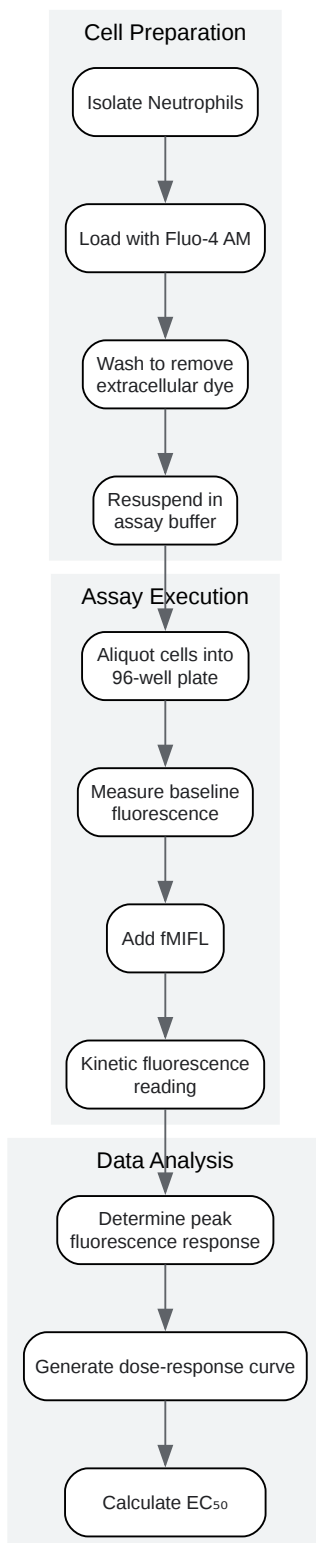 Cell Preparation
Isolate Neutrophils
Load with Fluo-4 AM
Wash to remove
extracellular dye
Resuspend in
assay buffer
Assay Execution
Aliquot cells into
96-well plate
Measure baseline
fluorescence
Add fMIFL
Kinetic fluorescence
reading
Data Analysis
Determine peak
fluorescence response
Generate dose-response curve
Calculate EC₅₀